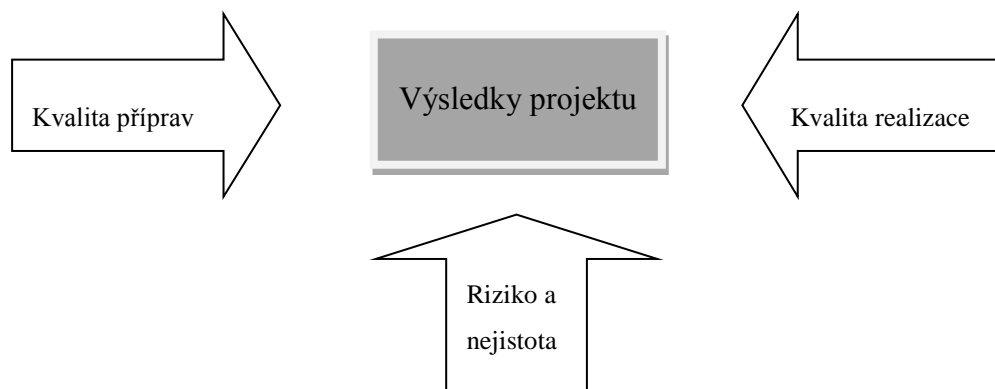 Výsledky projektu
Kvalita příprav
Kvalita realizace
Riziko a
nejistota